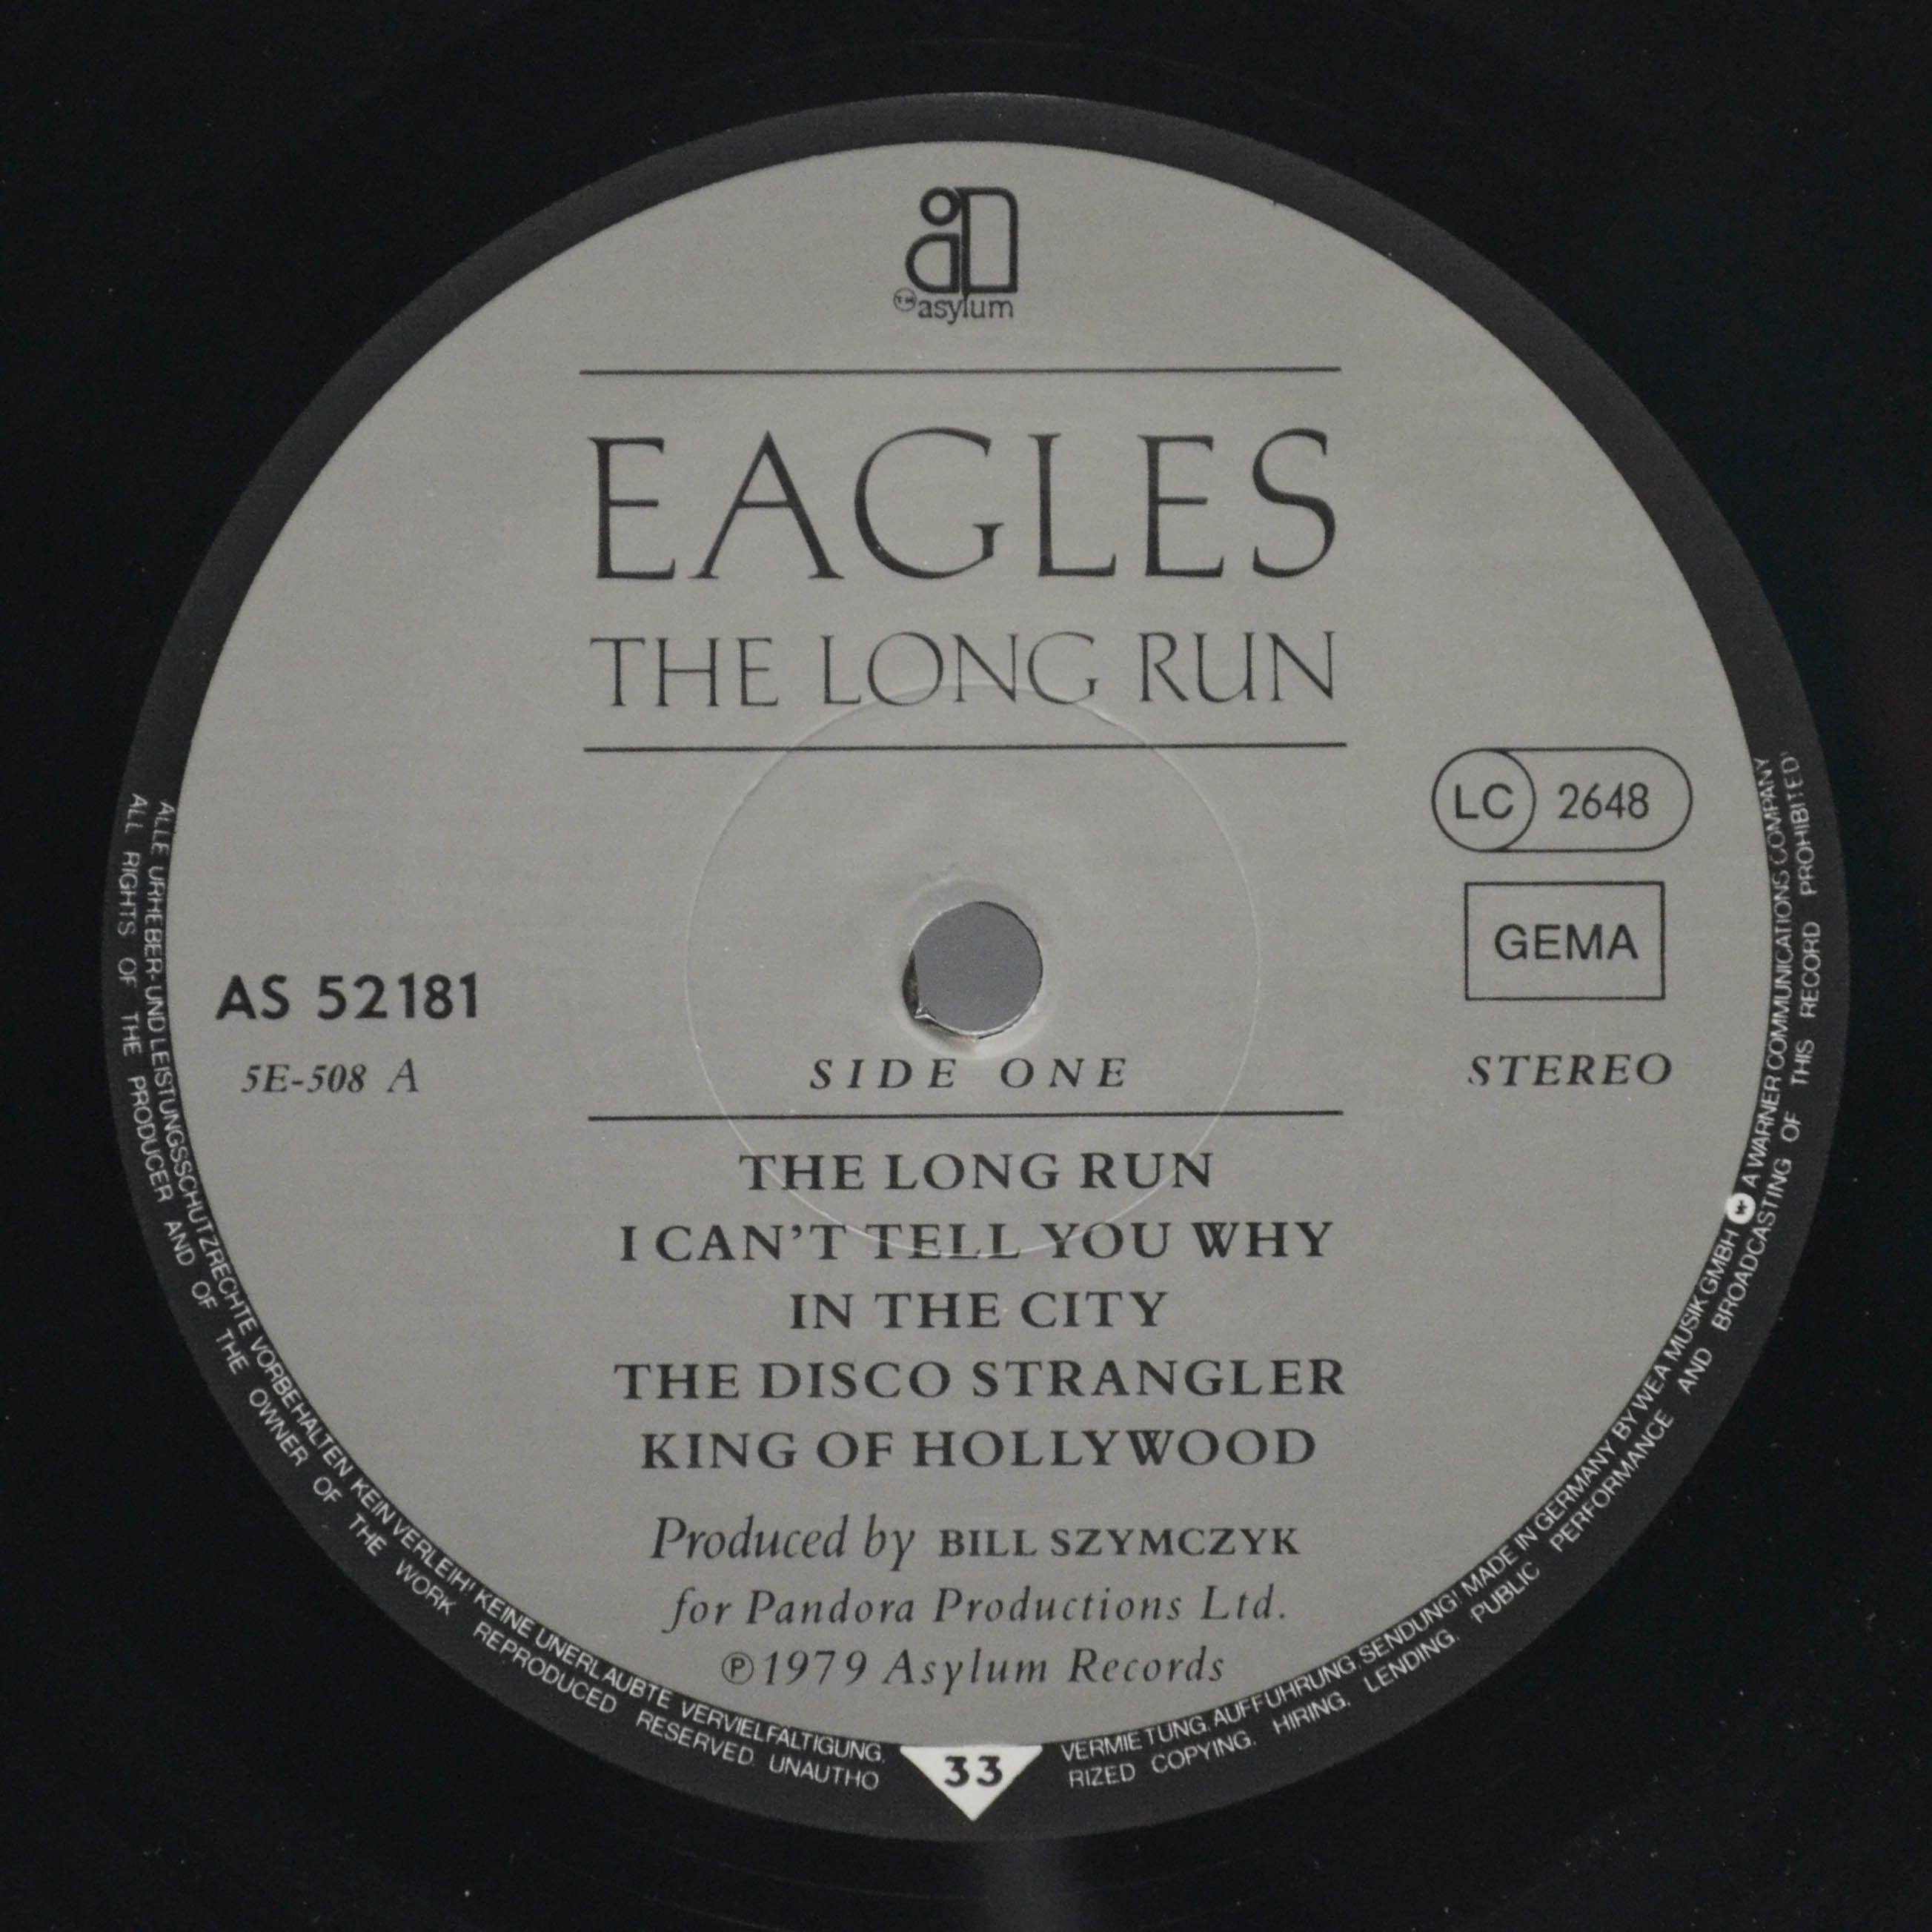 TM asylum
EAGLES
THE LONG RUN
LC 2648
GEMA
AS 52181
5E-508 A
SIDE ONE
STEREO
THE LONG RUN
I CAN'T TELL YOU WHY
IN THE CITY
THE DISCO STRANGLER
KING OF HOLLYWOOD
Produced by BILL SZYMCZYK
for Pandora Productions Ltd.
℗1979 Asylum Records
33
ALLE URHEBER-UND LEISTUNGSSCHUTZRECHTE VORBEHALTEN KEIN VERLEIH! KEINE UNERLAUBTE VERVIELFALTIGUNG, VERMIETUNG, AUFFUHRUNG, SENDUNG! MADE IN GERMANY BY WEA MUSIK GMBH A WARNER COMMUNICATIONS COMPANY
ALL RIGHTS OF THE PRODUCER AND OF THE OWNER OF THE WORK REPRODUCED RESERVED. UNAUTHORIZED COPYING. HIRING. LENDING. PUBLIC PERFORMANCE AND BROADCASTING OF THIS RECORD PROHIBITED!